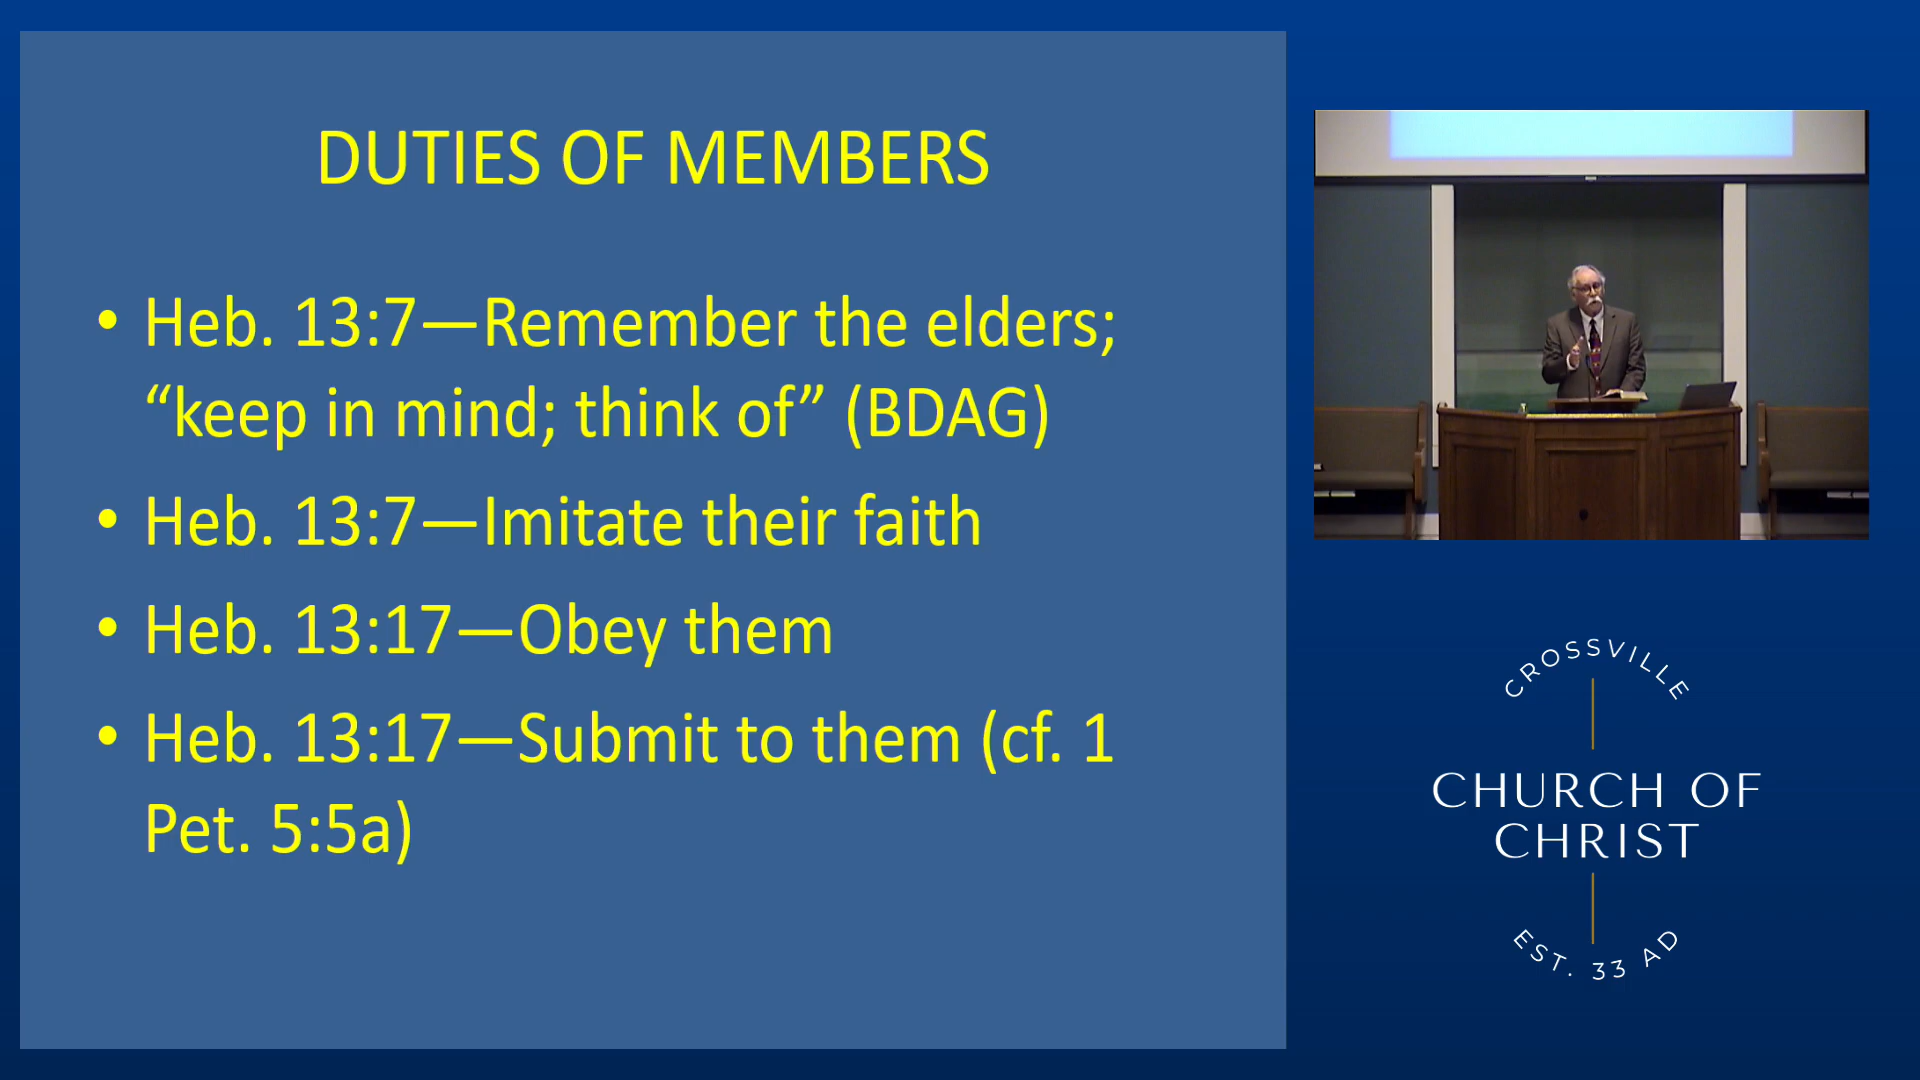 DUTIES OF MEMBERS
• Heb. 13:7—Remember the elders;
“keep in mind; think of” (BDAG)
• Heb. 13:7—Imitate their faith
• Heb. 13:17—Obey them
• Heb. 13:17—Submit to them (cf. 1
Pet. 5:5a)
CROSSVILLE
CHURCH OF
CHRIST
EST. 33 AD